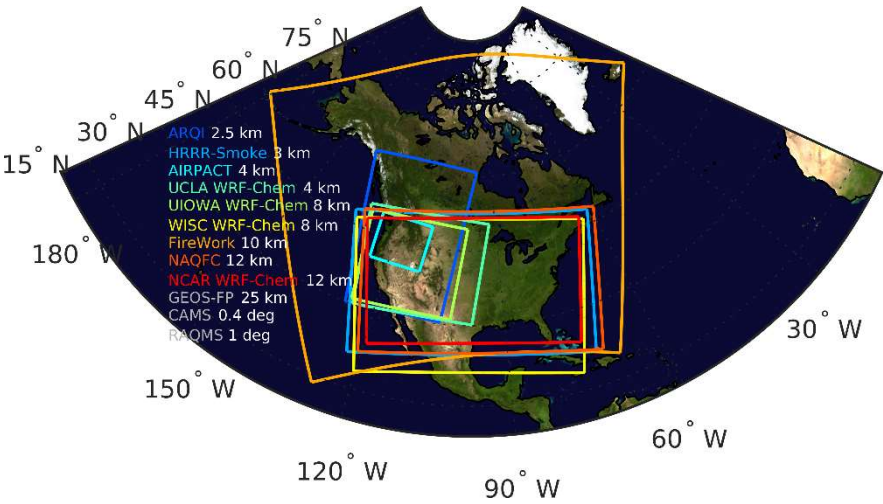 75° N
60° N
45° N
30° N
15° N
ARQI 2.5 km
HRRR-Smoke 3 km
AIRPACT 4 km
UCLA WRF-Chem 4 km
UIOWA WRF-Chem 8 km
WISC WRF-Chem 8 km
FireWork 10 km
NAQFC 12 km
NCAR WRF-Chem 12 km
GEOS-FP 25 km
CAMS 0.4 deg
RAQMS 1 deg
180° W
150° W
120° W
90° W
60° W
30° W